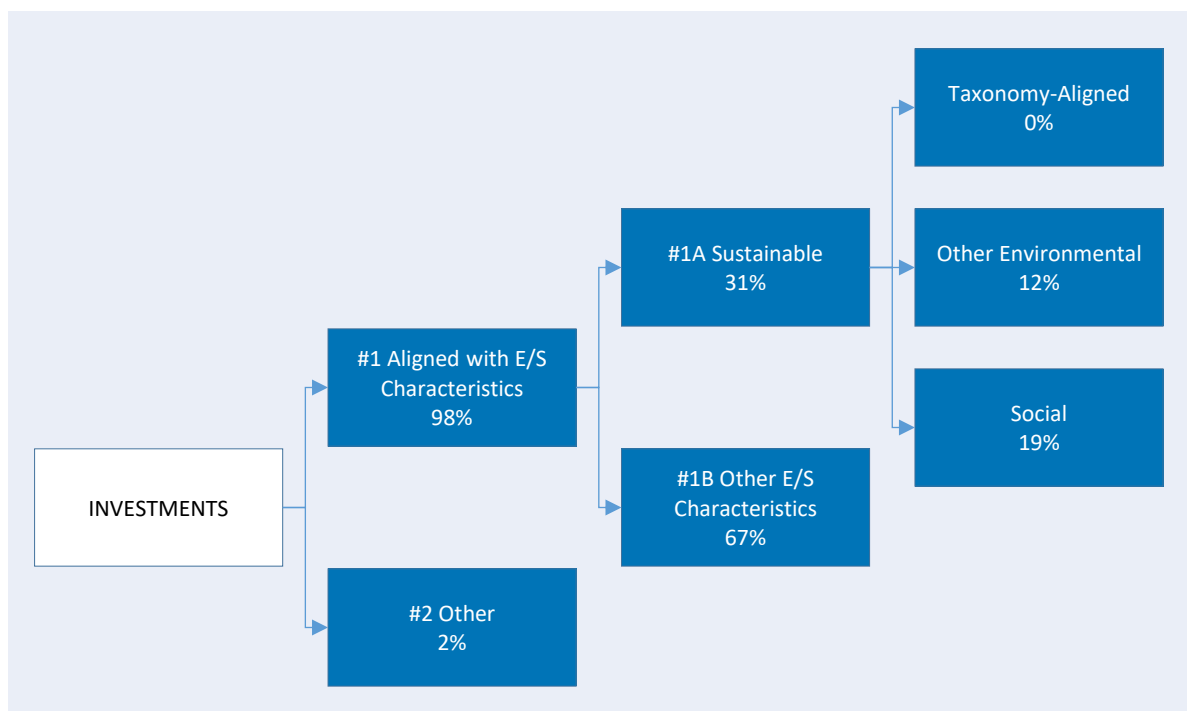 INVESTMENTS
#1 Aligned with E/S
Characteristics
98%
#2 Other
2%
#1A Sustainable
31%
#1B Other E/S
Characteristics
67%
Taxonomy-Aligned
0%
Other Environmental
12%
Social
19%